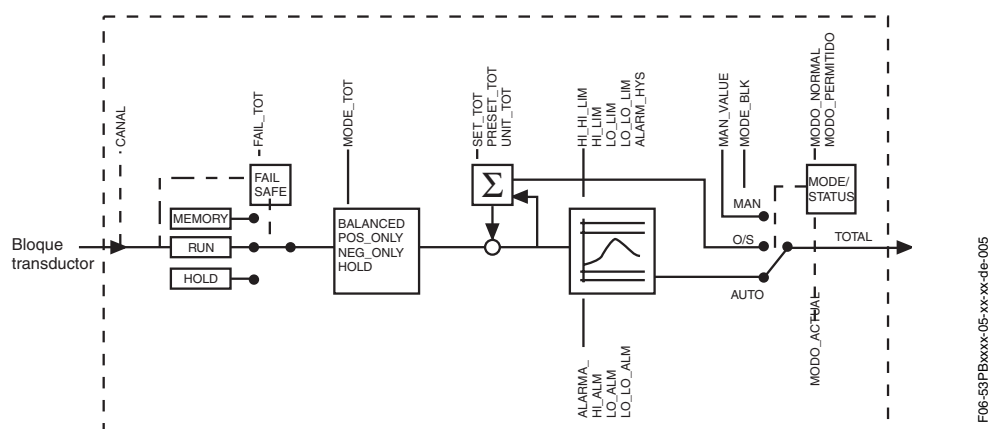 CANAL
FAIL_TOT
MODE_TOT
SET_TOT
PRESET_TOT
UNIT_TOT
HI_HI_LIM
HI_LIM
LO_LIM
LO_LO_LIM
ALARM_HYS
MAN_VALUE
MODE_BLK
MODO_NORMAL
MODO_PERMITIDO
FAIL
SAFE
Σ
MODE/
STATUS
MEMORY
RUN
HOLD
Bloque
transductor
BALANCED
POS_ONLY
NEG_ONLY
HOLD
MAN
O/S
AUTO
TOTAL
ALARMA_
HI_ALM
LO_ALM
LO_LO_ALM
MODO_ACTUAL
F06-53PBxxxx-05-xx-xx-de-005